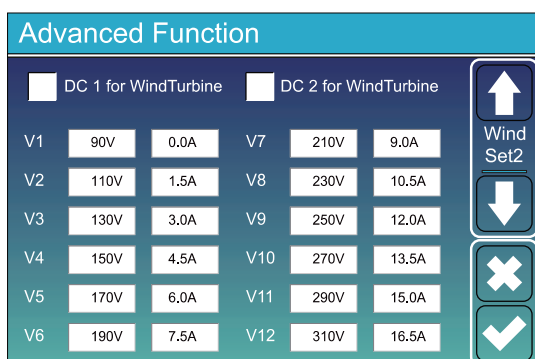 Advanced Function
DC 1 for WindTurbine DC 2 for WindTurbine
V1 90V 0.0A V7 210V 9.0A
V2 110V 1.5A V8 230V 10.5A
V3 130V 3.0A V9 250V 12.0A
V4 150V 4.5A V10 270V 13.5A
V5 170V 6.0A V11 290V 15.0A
V6 190V 7.5A V12 310V 16.5A
Wind
Set2